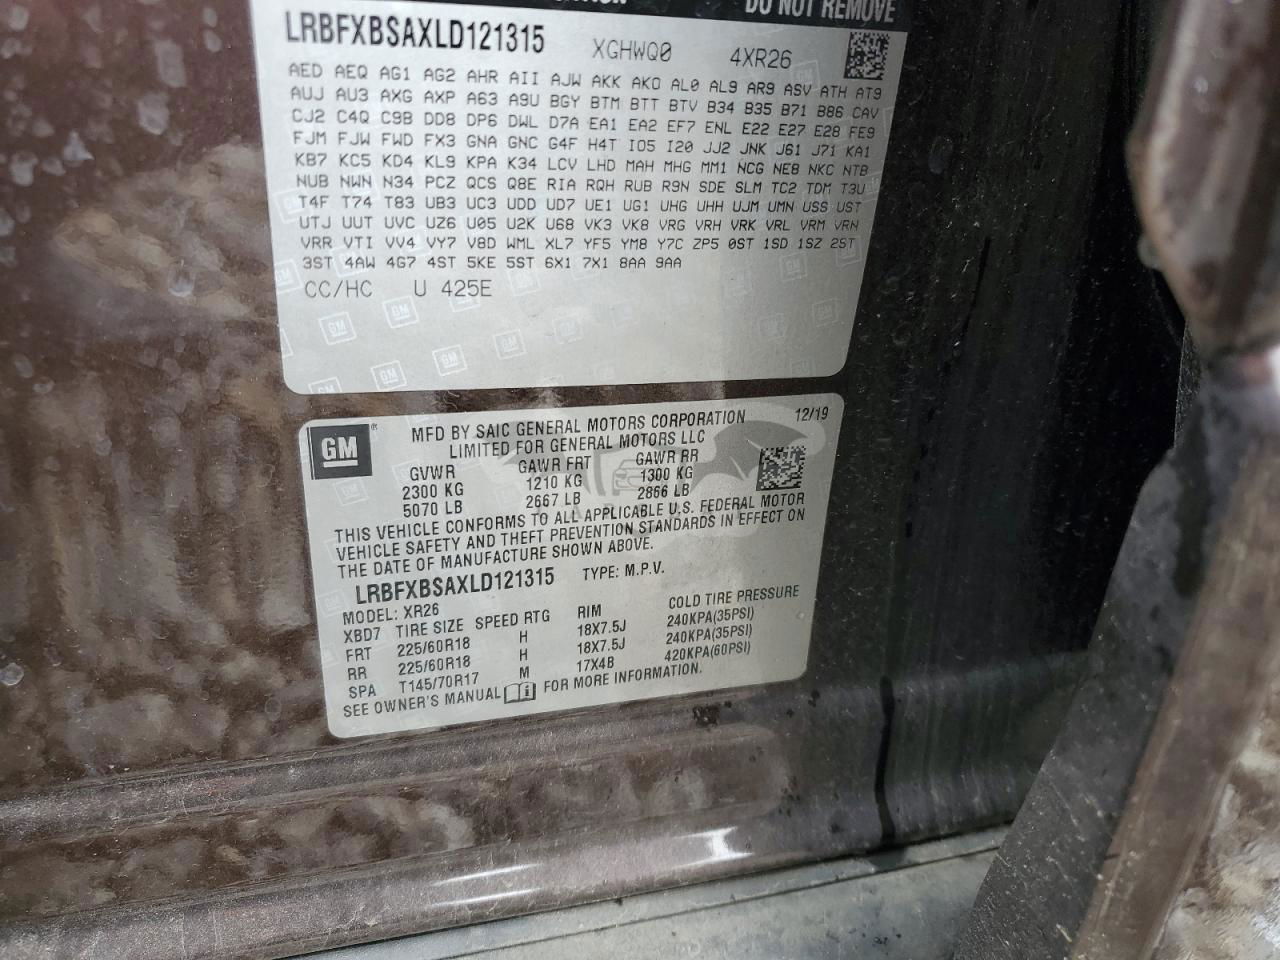 DO NOT REMOVE
LRBFXBSAXLD121315 XGHWQ0 4XR26
AED AEQ AG1 AG2 AHR AII AJW AKK AKO AL0 AL9 AR9 ASV ATH AT9
AUJ AU3 AXG AXP A63 A9U BGY BTM BTT BTV B34 B35 B71 B86 CAV
CJ2 C4Q C9B DD8 DP6 DWL D7A EA1 EA2 EF7 ENL E22 E27 E28 FE9
FJM FJW FWD FX3 GNA GNC G4F H4T IO5 I20 JJ2 JNK J61 J71 KA1
KB7 KC5 KD4 KL9 KPA K34 LCV LHD MAH MHG MM1 NCG NE8 NKC NTB
NUB NWN N34 PCZ QCS Q8E RIA RQH RUB R9N SDE SLM TC2 TDM T3U
T4F T74 T83 UB3 UC3 UDD UD7 UE1 UG1 UHG UHH UJM UMN USS UST
UTJ UUT UVC UZ6 U05 U2K U68 VK3 VK8 VRG VRH VRK VRL VRM VRN
VRR VTI VV4 VY7 V8D WML XL7 YF5 YM8 Y7C ZP5 0ST 1SD 1SZ 2ST
3ST 4AW 4G7 4ST 5KE 5ST 6X1 7X1 8AA 9AA
CC/HC U 425E
GM ® MFD BY SAIC GENERAL MOTORS CORPORATION 12/19
LIMITED FOR GENERAL MOTORS LLC
GVWR GAWR FRT GAWR RR
2300 KG 1210 KG 1300 KG
5070 LB 2667 LB 2866 LB
THIS VEHICLE CONFORMS TO ALL APPLICABLE U.S. FEDERAL MOTOR
VEHICLE SAFETY AND THEFT PREVENTION STANDARDS IN EFFECT ON
THE DATE OF MANUFACTURE SHOWN ABOVE.
LRBFXBSAXLD121315 TYPE: M.P.V.
MODEL: XR26
XBD7 TIRE SIZE SPEED RTG RIM COLD TIRE PRESSURE
FRT 225/60R18 H 18X7.5J 240KPA(35PSI)
RR 225/60R18 H 18X7.5J 240KPA(35PSI)
SPA T145/70R17 M 17X4B 420KPA(60PSI)
SEE OWNER'S MANUAL FOR MORE INFORMATION.